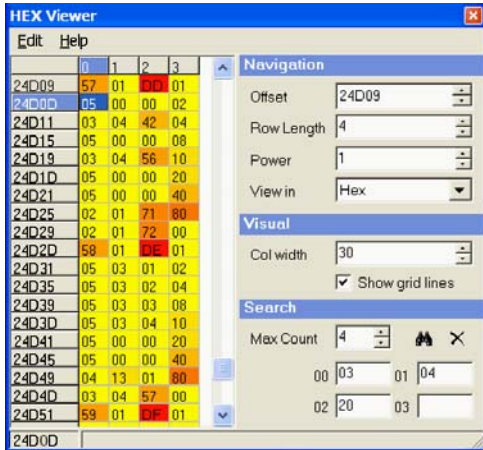 HEX Viewer
Edit Help
0 1 2 3
24D09 57 01 DD 01
24D0D 05 00 00 02
24D11 03 04 42 04
24D15 05 00 00 08
24D19 03 04 56 10
24D1D 05 00 00 20
24D21 05 00 00 40
24D25 02 01 71 80
24D29 02 01 72 00
24D2D 58 01 DE 01
24D31 05 03 01 02
24D35 05 03 02 04
24D39 05 03 03 08
24D3D 05 03 04 10
24D41 05 00 00 20
24D45 05 00 00 40
24D49 04 13 01 80
24D4D 03 04 57 00
24D51 59 01 DF 01
24D0D
Navigation
Offset 24D09
Row Length 4
Power 1
View in Hex
Visual
Col width 30
Show grid lines
Search
Max Count 4
00 03 01 04
02 20 03